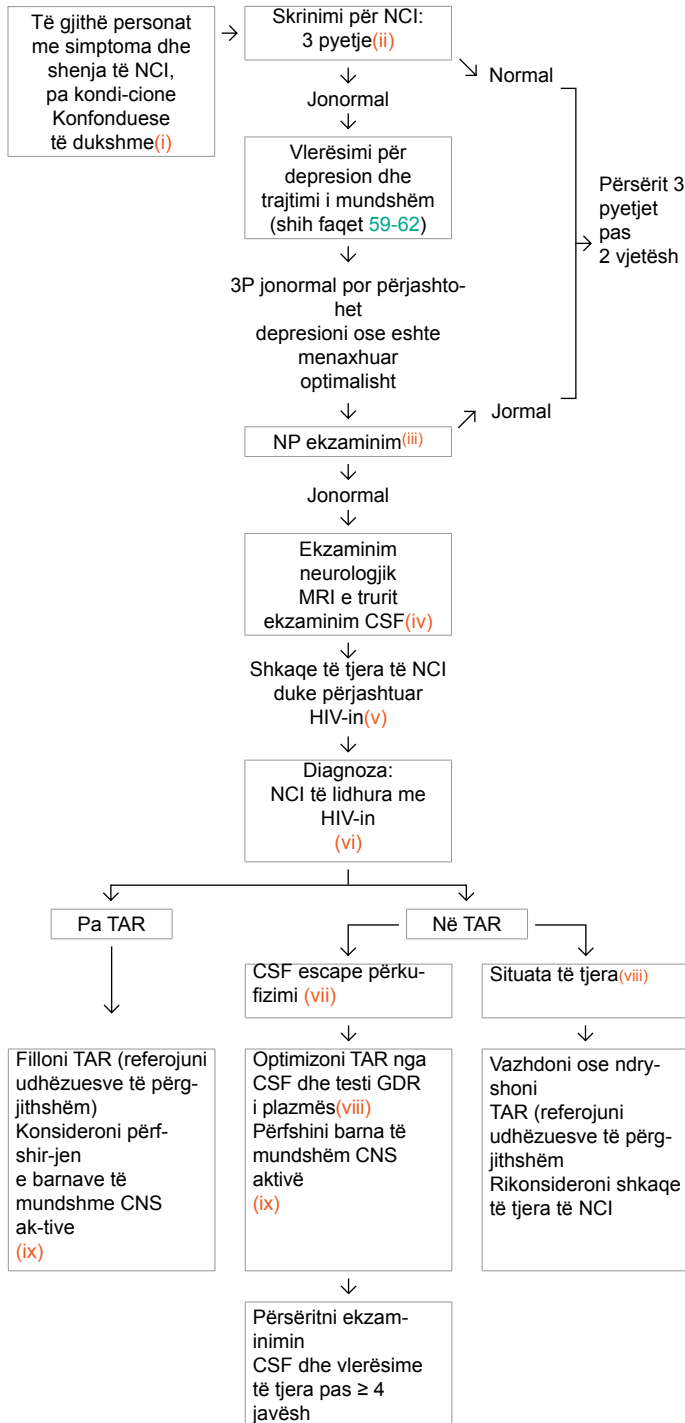 Të gjithë personat
me simptoma dhe
shenja të NCI,
pa kondi-cione
Konfonduese
të dukshme(i)
Skrinimi për NCI:
3 pyetje(ii)
Normal
Jonormal
Vlerësimi për
depresion dhe
trajtimi i mundshëm
(shih faqet 59-62)
Përsërit 3
pyetjet
pas
2 vjetësh
3P jonormal por përjashto-
het
depresioni ose eshte
menaxhuar
optimalisht
Jormal
NP ekzaminim(iii)
Jonormal
Ekzaminim
neurologjik
MRI e trurit
ekzaminim CSF(iv)
Shkaqe të tjera të NCI
duke përjashtuar
HIV-in(v)
Diagnoza:
NCI të lidhura me
HIV-in
(vi)
Pa TAR
Në TAR
CSF escape përku-
fizimi (vii)
Situata të tjera(viii)
Filloni TAR (referojuni
udhëzuesve të përg-
jithshëm)
Konsideroni përf-
shir-jen
e barnave të
mundshme CNS
ak-tive
(ix)
Optimizoni TAR nga
CSF dhe testi GDR
i plazmës(viii)
Përfshini barna të
mundshëm CNS
aktivë
(ix)
Vazhdoni ose ndry-
shoni
TAR (referojuni
udhëzuesve të përg-
jithshëm
Rikonsideroni shkaqe
të tjera të NCI
Përsëritni ekzam-
inimin
CSF dhe vlerësime
të tjera pas ≥ 4
javësh